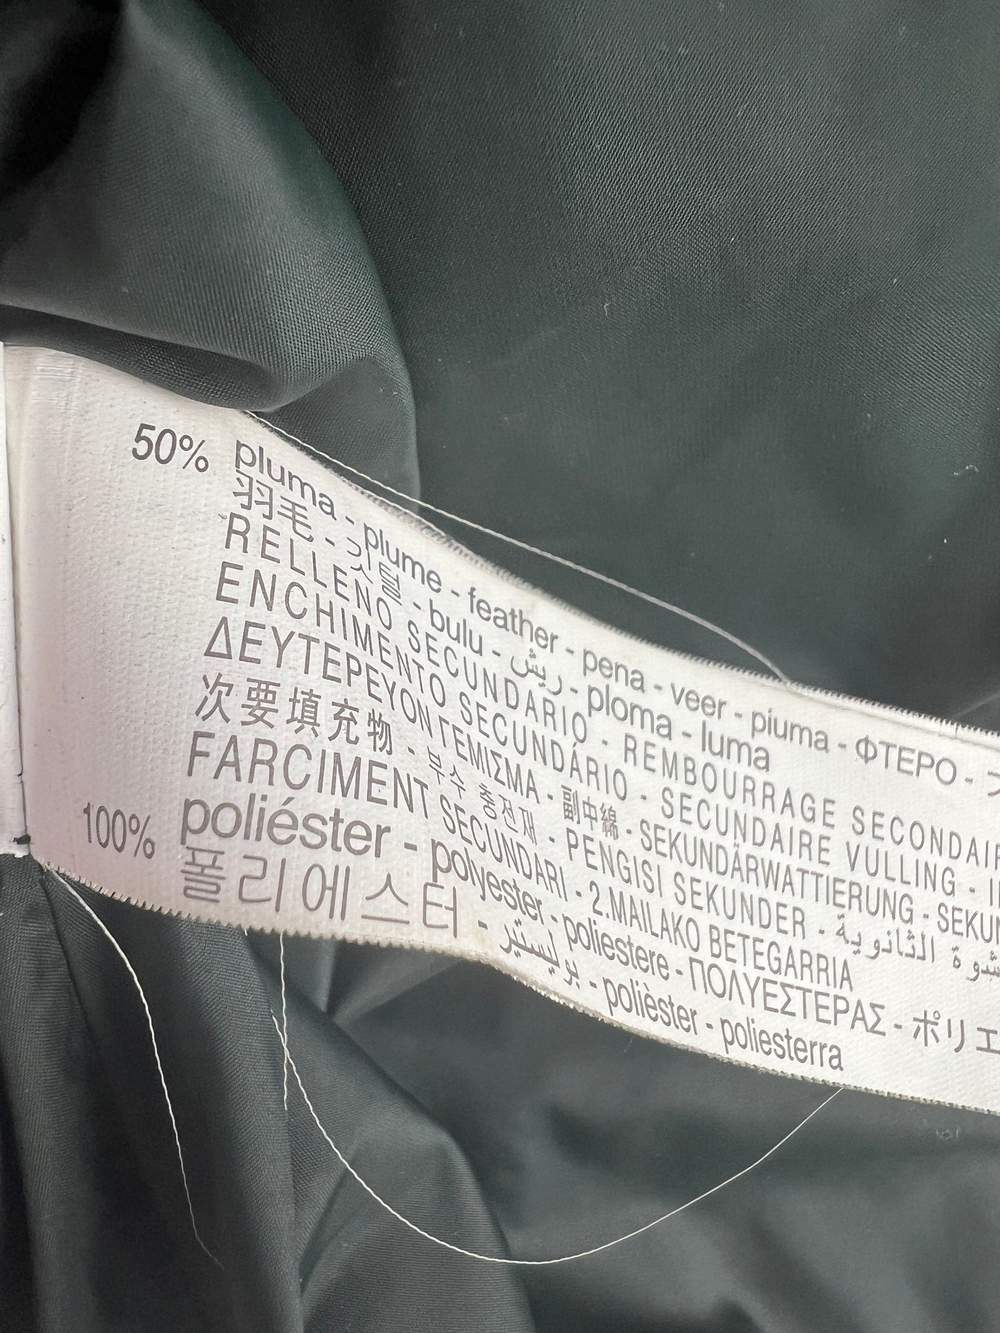 50% pluma - plume - feather - pena - veer - piuma - ΦΤΕΡΟ -
羽毛 - 깃털 - bulu - ريش - ploma - luma
RELLENO SECUNDARIO - REMBOURRAGE SECONDAIR
ENCHIMENTO SECUNDÁRIO - SECUNDAIRE VULLING -
ΔΕΥΤΕΡΕΥΟΝ ΓΕΜΙΣΜΑ - 副中綿 - SEKUNDÄRWATTIERUNG - SEKUN
次要填充物 - 부수 충전재 - PENGISI SEKUNDER - شوة الثانوية
FARCIMENT SECUNDARI - 2.MAILAKO BETEGARRIA
100% poliéster - polyester - poliestere - ΠΟΛΥΕΣΤΕΡΑΣ - ポリエ
폴리에스터 - بوليستير - polièster - poliesterra